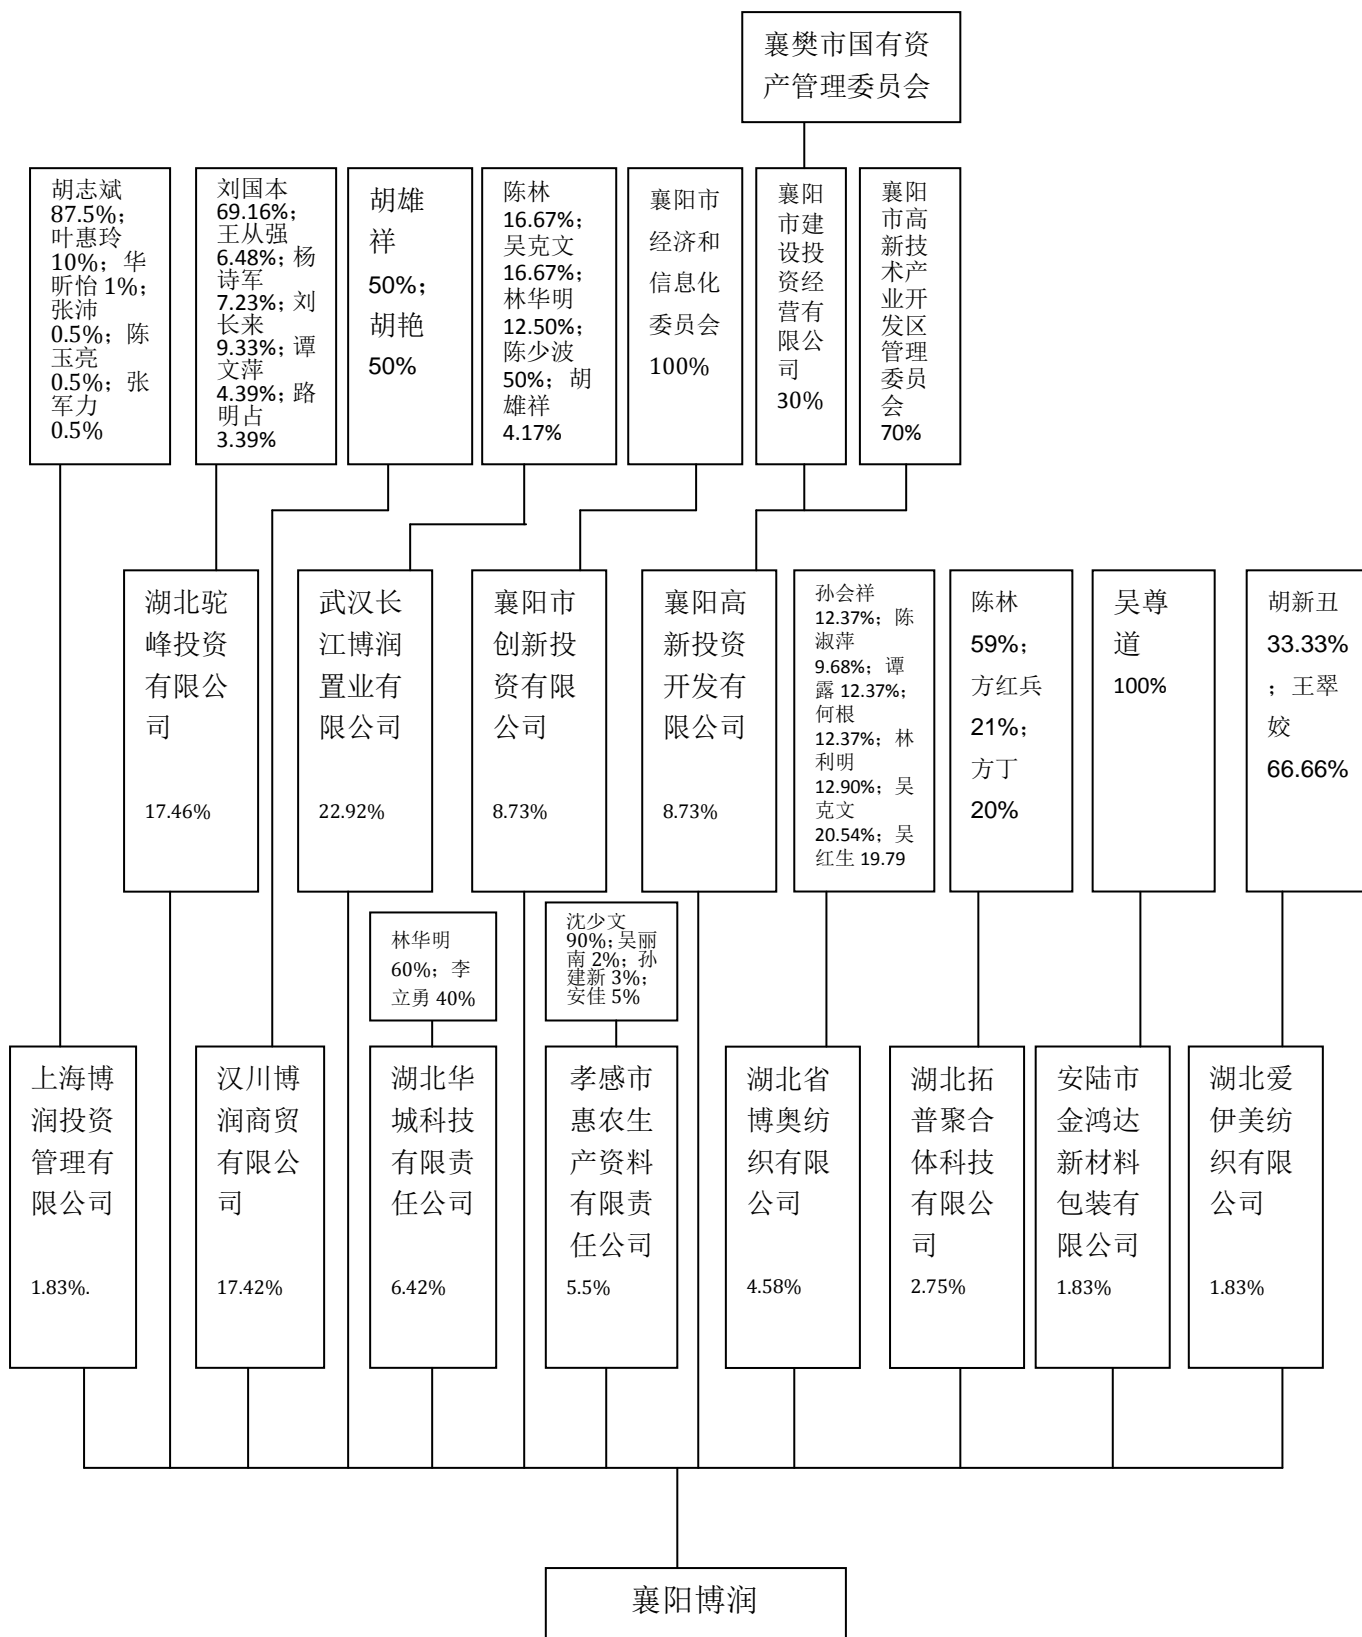 襄樊市国有资
产管理委员会
胡志斌
87.5%；
叶惠玲
10%；华
昕怡 1%；
张沛
0.5%；陈
玉亮
0.5%；张
军力
0.5%
刘国本
69.16%；
王从强
6.48%；杨
诗军
7.23%；刘
长来
9.33%；谭
文萍
4.39%；路
明占
3.39%
胡雄
祥
50%；
胡艳
50%
陈林
16.67%；
吴克文
16.67%；
林华明
12.50%；
陈少波
50%；胡
雄祥
4.17%
襄阳市
经济和
信息化
委员会
100%
襄阳
市建
设投
资经
营有
限公
司
30%
襄阳
市高
新技
术产
业开
发区
管理
委员
会
70%
湖北驼
峰投资
有限公
司
17.46%
武汉长
江博润
置业有
限公司
22.92%
襄阳市
创新投
资有限
公司
8.73%
襄阳高
新投资
开发有
限公司
8.73%
孙会祥
12.37%；陈
淑萍
9.68%；谭
露 12.37%；
何根
12.37%；林
利明
12.90%；吴
克文
20.54%；吴
红生 19.79
陈林
59%；
方红兵
21%；
方丁
20%
吴尊
道
100%
胡新丑
33.33%
；王翠
姣
66.66%
林华明
60%；李
立勇 40%
沈少文
90%；吴丽
南 2%；孙
建新 3%；
安佳 5%
上海博
润投资
管理有
限公司
1.83%.
汉川博
润商贸
有限公
司
17.42%
湖北华
城科技
有限责
任公司
6.42%
孝感市
惠农生
产资料
有限责
任公司
5.5%
湖北省
博奥纺
织有限
公司
4.58%
湖北拓
普聚合
体科技
有限公
司
2.75%
安陆市
金鸿达
新材料
包装有
限公司
1.83%
湖北爱
伊美纺
织有限
公司
1.83%
襄阳博润